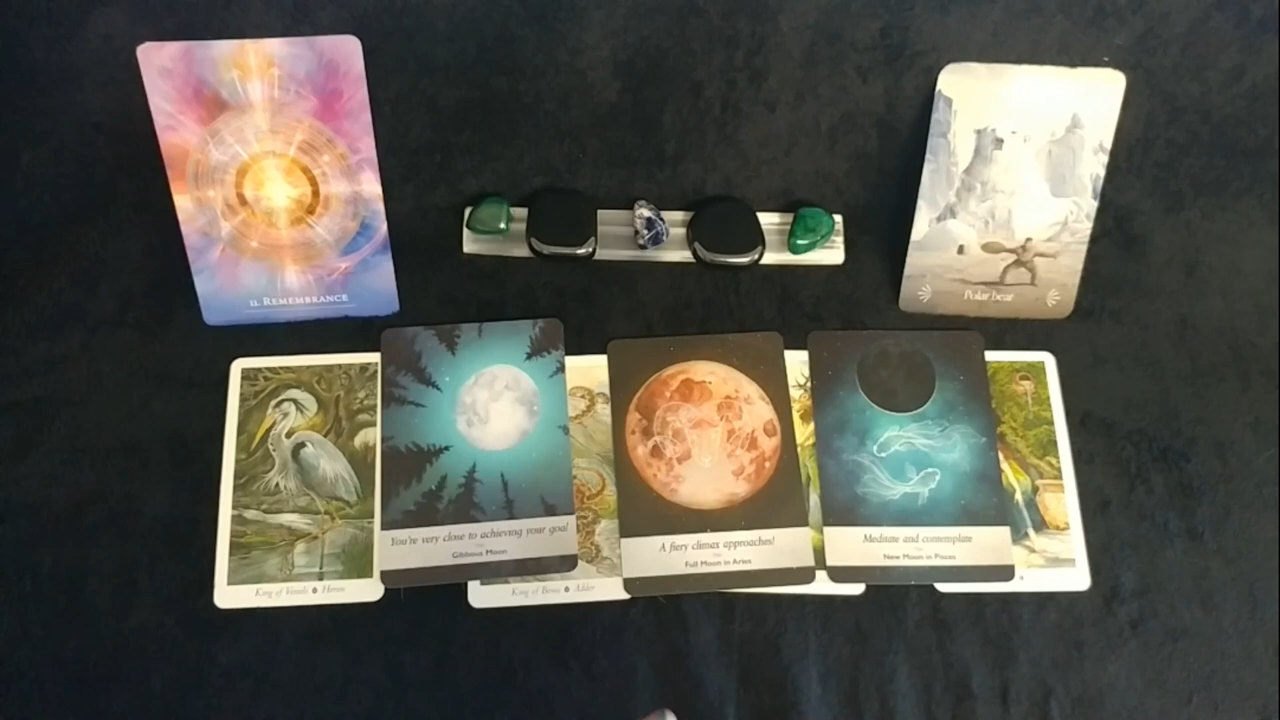 11. Remembrance
Polar bear
King of Vessels Heron
You're very close to achieving your goal
Gibbous Moon
King of Bows Adder
A fiery climax approaches!
Full Moon in Aries
Meditate and contemplate
New Moon in Pisces